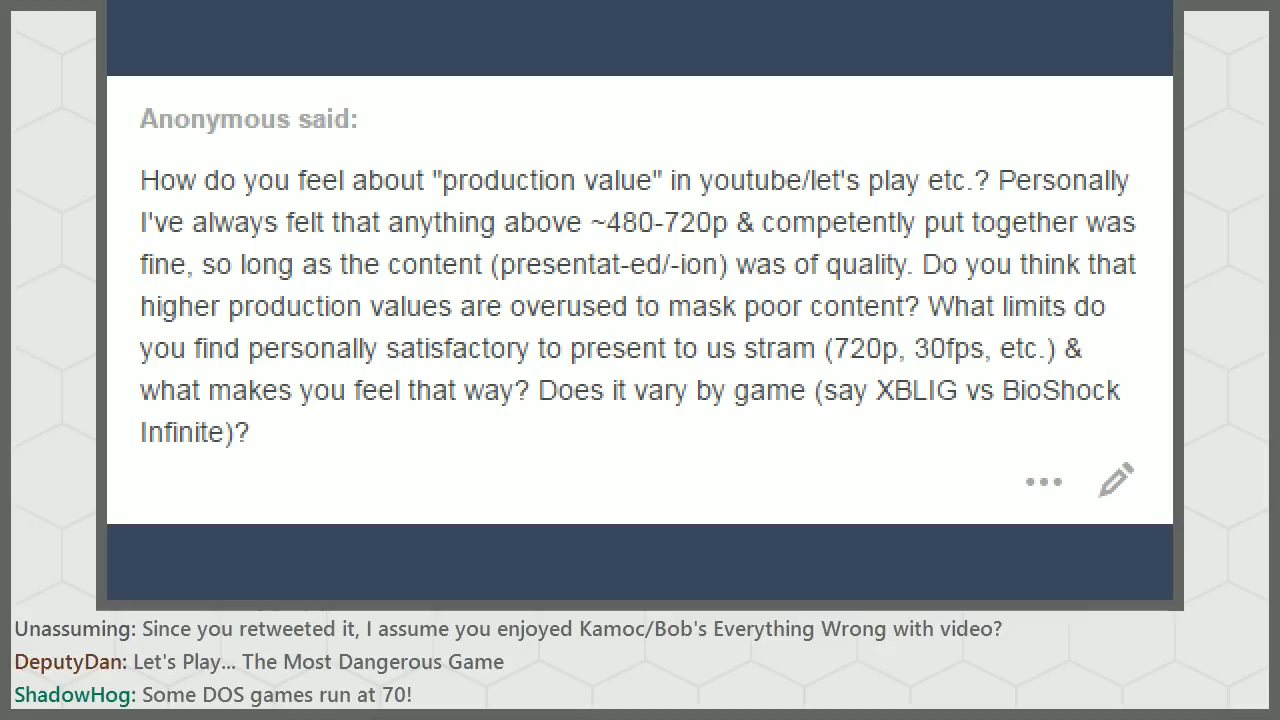 Anonymous said:
How do you feel about "production value" in youtube/let's play etc.? Personally
I've always felt that anything above ~480-720p & competently put together was
fine, so long as the content (presentat-ed/-ion) was of quality. Do you think that
higher production values are overused to mask poor content? What limits do
you find personally satisfactory to present to us stram (720p, 30fps, etc.) &
what makes you feel that way? Does it vary by game (say XBLIG vs BioShock
Infinite)?
Unassuming: Since you retweeted it, I assume you enjoyed Kamoc/Bob's Everything Wrong with video?
DeputyDan: Let's Play... The Most Dangerous Game
ShadowHog: Some DOS games run at 70!